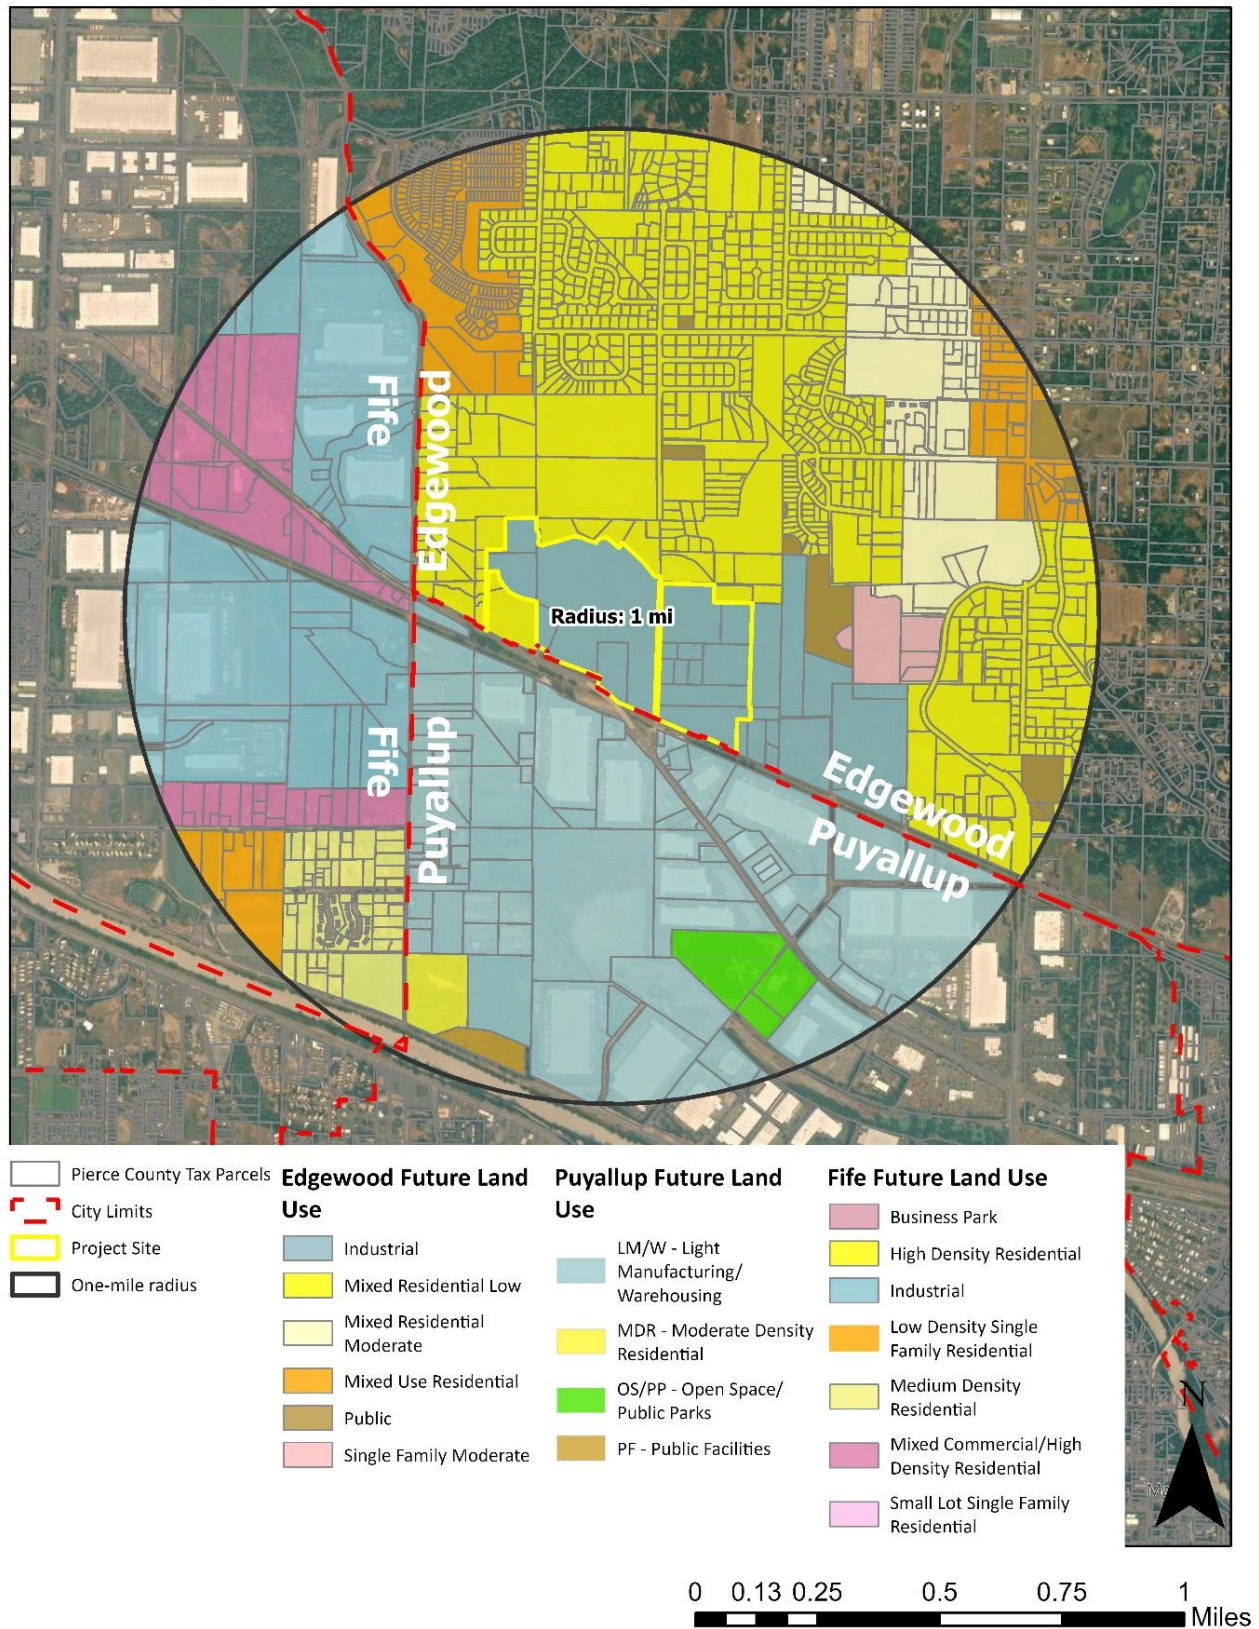 Fife
Edgewood
Radius: 1 mi
Fife
Puyallup
Edgewood
Puyallup
Pierce County Tax Parcels
City Limits
Project Site
One-mile radius
Edgewood Future Land
Use
Industrial
Mixed Residential Low
Mixed Residential
Moderate
Mixed Use Residential
Public
Single Family Moderate
Puyallup Future Land
Use
LM/W - Light
Manufacturing/
Warehousing
MDR - Moderate Density
Residential
OS/PP - Open Space/
Public Parks
PF - Public Facilities
Fife Future Land Use
Business Park
High Density Residential
Industrial
Low Density Single
Family Residential
Medium Density
Residential
Mixed Commercial/High
Density Residential
Small Lot Single Family
Residential
N
0 0.13 0.25 0.5 0.75 1
Miles